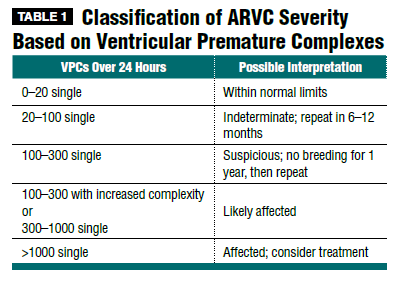 TABLE 1 Classification of ARVC Severity
Based on Ventricular Premature Complexes
VPCs Over 24 Hours Possible Interpretation
0–20 single Within normal limits
20–100 single Indeterminate; repeat in 6–12
months
100–300 single Suspicious; no breeding for 1
year, then repeat
100–300 with increased complexity
or
300–1000 single
Likely affected
>1000 single Affected; consider treatment